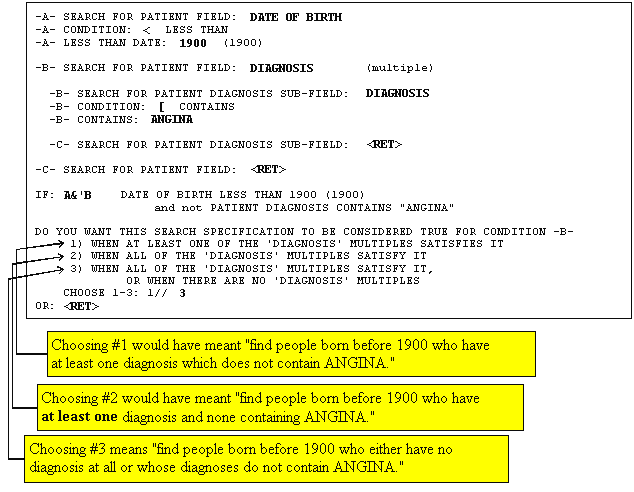 -A- SEARCH FOR PATIENT FIELD: DATE OF BIRTH
-A- CONDITION: < LESS THAN
-A- LESS THAN DATE: 1900 (1900)
-B- SEARCH FOR PATIENT FIELD: DIAGNOSIS (multiple)
-B- SEARCH FOR PATIENT DIAGNOSIS SUB-FIELD: DIAGNOSIS
-B- CONDITION: [ CONTAINS
-B- CONTAINS: ANGINA
-C- SEARCH FOR PATIENT DIAGNOSIS SUB-FIELD: <RET>
-C- SEARCH FOR PATIENT FIELD: <RET>
IF: A&'B DATE OF BIRTH LESS THAN 1900 (1900)
and not PATIENT DIAGNOSIS CONTAINS "ANGINA"
DO YOU WANT THIS SEARCH SPECIFICATION TO BE CONSIDERED TRUE FOR CONDITION -B-
1) WHEN AT LEAST ONE OF THE 'DIAGNOSIS' MULTIPLES SATISFIES IT
2) WHEN ALL OF THE 'DIAGNOSIS' MULTIPLES SATISFY IT
3) WHEN ALL OF THE 'DIAGNOSIS' MULTIPLES SATISFY IT,
OR WHEN THERE ARE NO 'DIAGNOSIS' MULTIPLES
CHOOSE 1-3: 1// 3
OR: <RET>
Choosing #1 would have meant "find people born before 1900 who have
at least one diagnosis which does not contain ANGINA."
Choosing #2 would have meant "find people born before 1900 who have
at least one diagnosis and none containing ANGINA."
Choosing #3 means "find people born before 1900 who either have no
diagnosis at all or whose diagnoses do not contain ANGINA."